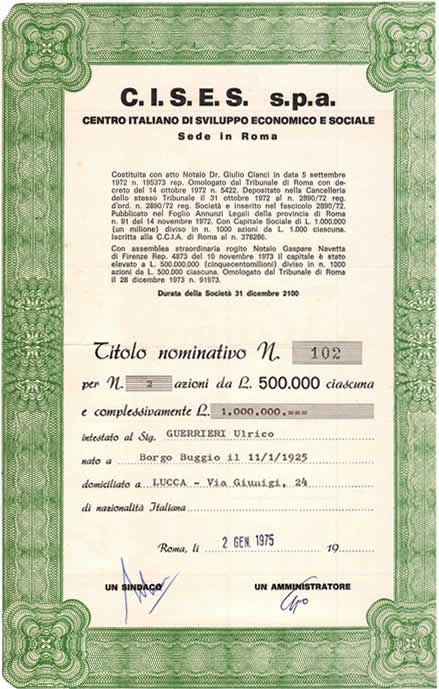 C. I. S. E. S. s.p.a.
CENTRO ITALIANO DI SVILUPPO ECONOMICO E SOCIALE
Sede in Roma
Costituita con atto Notaio Dr. Giulio Cianci in data 5 settembre
1972 n. 195373 rep. Omologato dal Tribunale di Roma con de-
creto del 14 ottobre 1972 n. 5422. Depositato nella Cancelleria
dello stesso Tribunale il 31 ottobre 1972 al n. 2890/72 reg.
d'ord. n. 2890/72 reg. Società e inserito nel fascicolo 2890/72.
Pubblicato nel Foglio Annunzi Legali della provincia di Roma
n. 91 del 14 novembre 1972. Con Capitale Sociale di L. 1.000.000
(un milione) diviso in n. 1000 azioni da L. 1.000 ciascuna.
Iscritta alla C.C.I.A. di Roma al n. 378286.
Con assemblea straordinaria rogito Notaio Gaspare Navetta
di Firenze Rep. 4873 del 10 novembre 1973 il capitale è stato
elevato a L. 500.000.000 (cinquecentomilioni) diviso in n. 1000
azioni da L. 500.000 ciascuna. Omologato dal Tribunale di Roma
il 28 dicembre 1973 n. 91973.
Durata della Società 31 dicembre 2100
Titolo nominativo N. 102
per N. 2 azioni da L. 500.000 ciascuna
e complessivamente L. 1.000.000.===
intestato al Sig. GUERRIERI Ulrico
nato a Borgo Buggio il 11/1/1925
domiciliato a LUCCA - Via Giunigi, 24
di nazionalità Italiana
Roma, li 2 GEN. 1975 19
UN SINDACO UN AMMINISTRATORE